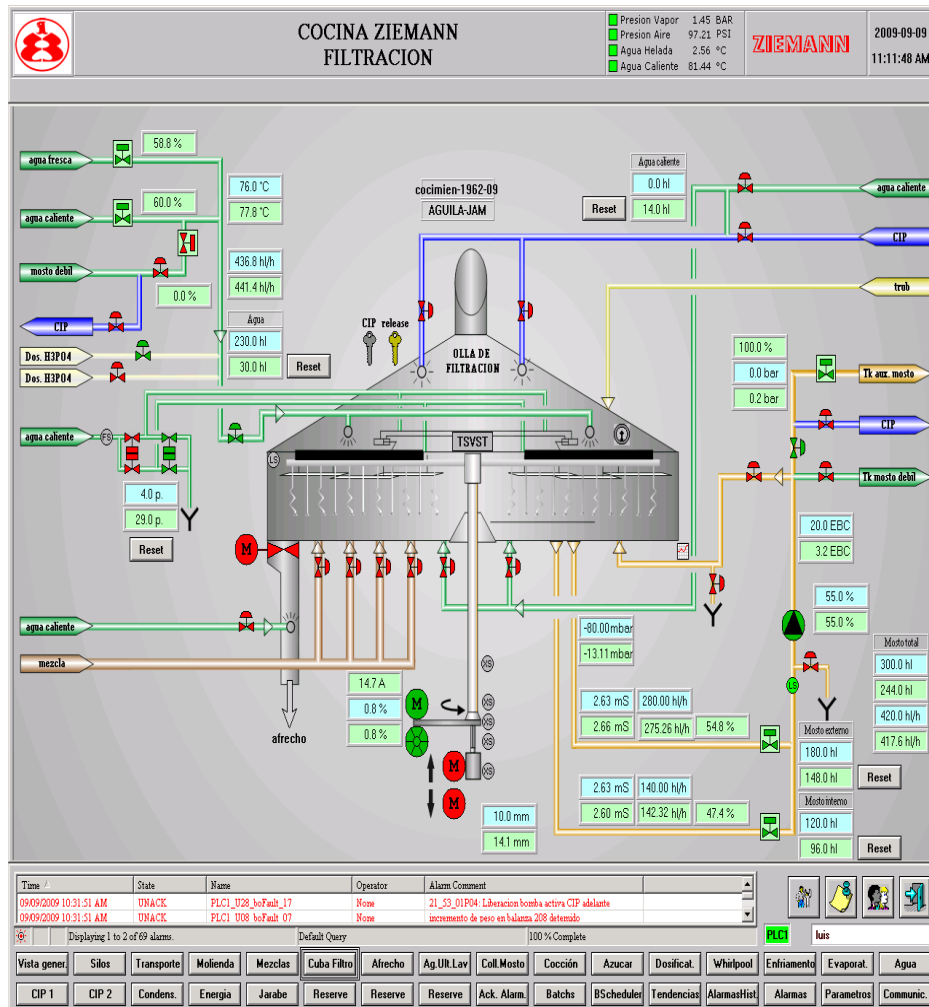 COCINA ZIEMANN
FILTRACION
Presion Vapor 1.45 BAR
Presion Aire 97.21 PSI
Agua Helada 2.56 °C
Agua Caliente 81.44 °C
ZIEMANN
2009-09-09
11:11:48 AM
agua fresca
58.8 %
agua caliente
60.0 %
76.0 °C
77.8 °C
mosto debil
0.0 %
436.8 hl/h
441.4 hl/h
CIP
Dos. H3PO4
Dos. H3PO4
Agua
230.0 hl
30.0 hl
Reset
cocimien-1962-09
AGUILA-JAM
Agua caliente
0.0 hl
14.0 hl
Reset
agua caliente
CIP
trub
CIP release
OLLA DE
FILTRACION
100.0 %
0.0 bar
0.2 bar
Tk aux. mosto
CIP
Tk mosto debil
agua caliente
FS
LS
TSVST
4.0 p.
29.0 p.
Reset
M
20.0 EBC
3.2 EBC
55.0 %
55.0 %
agua caliente
mezcla
afrecho
-80.00mbar
-13.11mbar
XS
14.7 A
0.8 %
0.8 %
M
XS
XS
XS
XS
M
M
2.63 mS 280.00 hl/h
2.66 mS 275.26 hl/h 54.8 %
2.63 mS 140.00 hl/h
2.60 mS 142.32 hl/h 47.4 %
10.0 mm
14.1 mm
LS
Mosto total
300.0 hl
244.0 hl
420.0 hl/h
417.6 hl/h
Mosto externo
180.0 hl
148.0 hl
Reset
Mosto interno
120.0 hl
96.0 hl
Reset
Time State Name Operator Alarm Comment
09/09/2009 10:31:51 AM UNACK PLC1_U28_boFault_17 None 21_53_01P04: Liberacion bomba activa CIP adelante
09/09/2009 10:31:51 AM UNACK PLC1_U08_boFault_07 None incremento de peso en balanza 208 detenido
Displaying 1 to 2 of 69 alarms. Default Query 100 % Complete
PLC1 luis
Vista gener. Silos Transporte Molienda Mezclas Cuba Filtro Afrecho Ag.Ult.Lav Coll.Mosto Cocción Azucar Dosificat. Whirlpool Enfriamento Evaporat. Agua
CIP 1 CIP 2 Condens. Energia Jarabe Reserve Reserve Reserve Ack. Alarm. Batchs BScheduler Tendencias AlarmasHist Alarmas Parametros Communic.